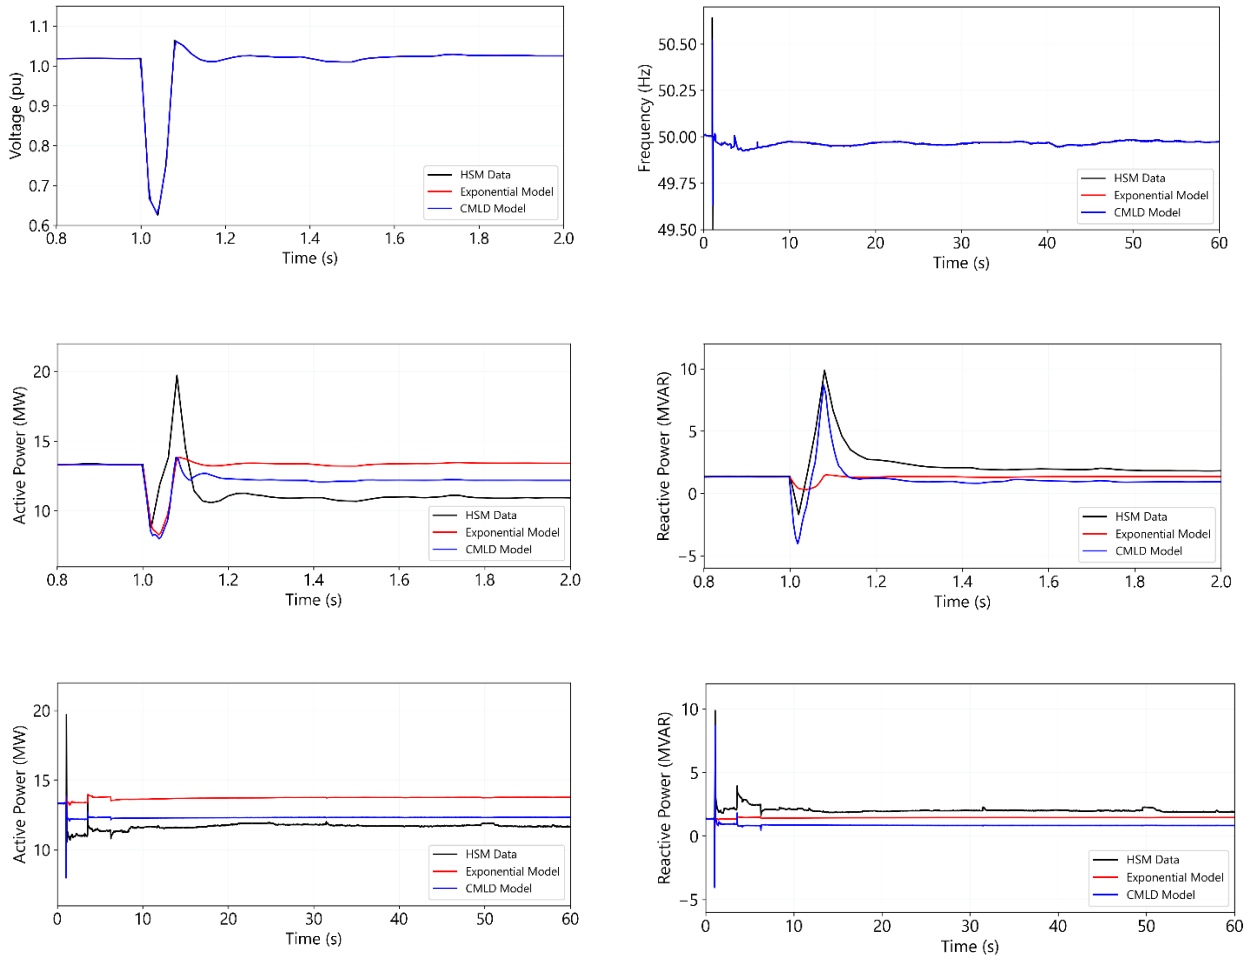 1.1
1.0
0.9
0.8
0.7
0.6
Voltage (pu)
0.8 1.0 1.2 1.4 1.6 1.8 2.0
Time (s)
HSM Data
Exponential Model
CMLD Model
50.50
50.25
50.00
49.75
49.50
Frequency (Hz)
0 10 20 30 40 50 60
Time (s)
HSM Data
Exponential Model
CMLD Model
20
15
10
Active Power (MW)
0.8 1.0 1.2 1.4 1.6 1.8 2.0
Time (s)
HSM Data
Exponential Model
CMLD Model
10
5
0
−5
Reactive Power (MVAR)
0.8 1.0 1.2 1.4 1.6 1.8 2.0
Time (s)
HSM Data
Exponential Model
CMLD Model
20
15
10
Active Power (MW)
0 10 20 30 40 50 60
Time (s)
HSM Data
Exponential Model
CMLD Model
10
5
0
−5
Reactive Power (MVAR)
0 10 20 30 40 50 60
Time (s)
HSM Data
Exponential Model
CMLD Model